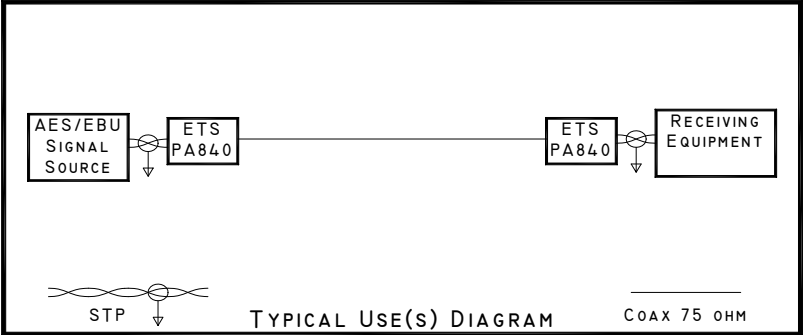 AES/EBU
SIGNAL
SOURCE
ETS
PA840
ETS
PA840
RECEIVING
EQUIPMENT
STP
TYPICAL USE(S) DIAGRAM
COAX 75 OHM